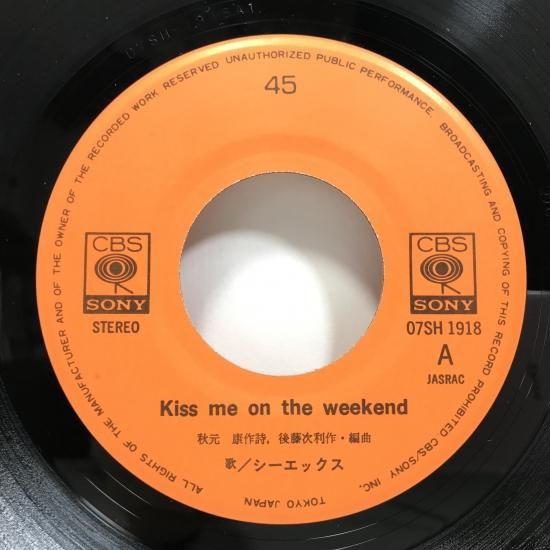 ALL RIGHTS OF THE MANUFACTURER AND OF THE OWNER OF THE RECORDED WORK RESERVED UNAUTHORIZED PUBLIC PERFORMANCE, BROADCASTING AND COPYING OF THIS RECORD PROHIBITED CBS/SONY INC. TOKYO JAPAN
45
CBS
SONY
STEREO
CBS
SONY
07SH 1918
A
JASRAC
Kiss me on the weekend
秋元 康作詩, 後藤次利作・編曲
歌/シーエックス